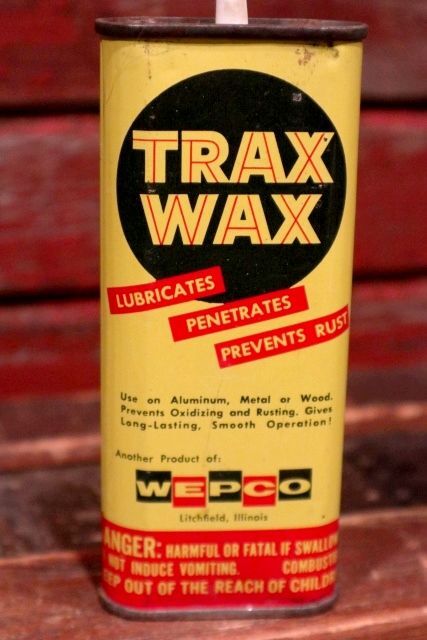 TRAX
WAX
LUBRICATES
PENETRATES
PREVENTS RUST
Use on Aluminum, Metal or Wood.
Prevents Oxidizing and Rusting. Gives
Long-Lasting, Smooth Operation!
Another Product of:
WEPCO
Litchfield, Illinois
ANGER: HARMFUL OR FATAL IF SWALLOW
NOT INDUCE VOMITING. COMBUST
EP OUT OF THE REACH OF CHILDR